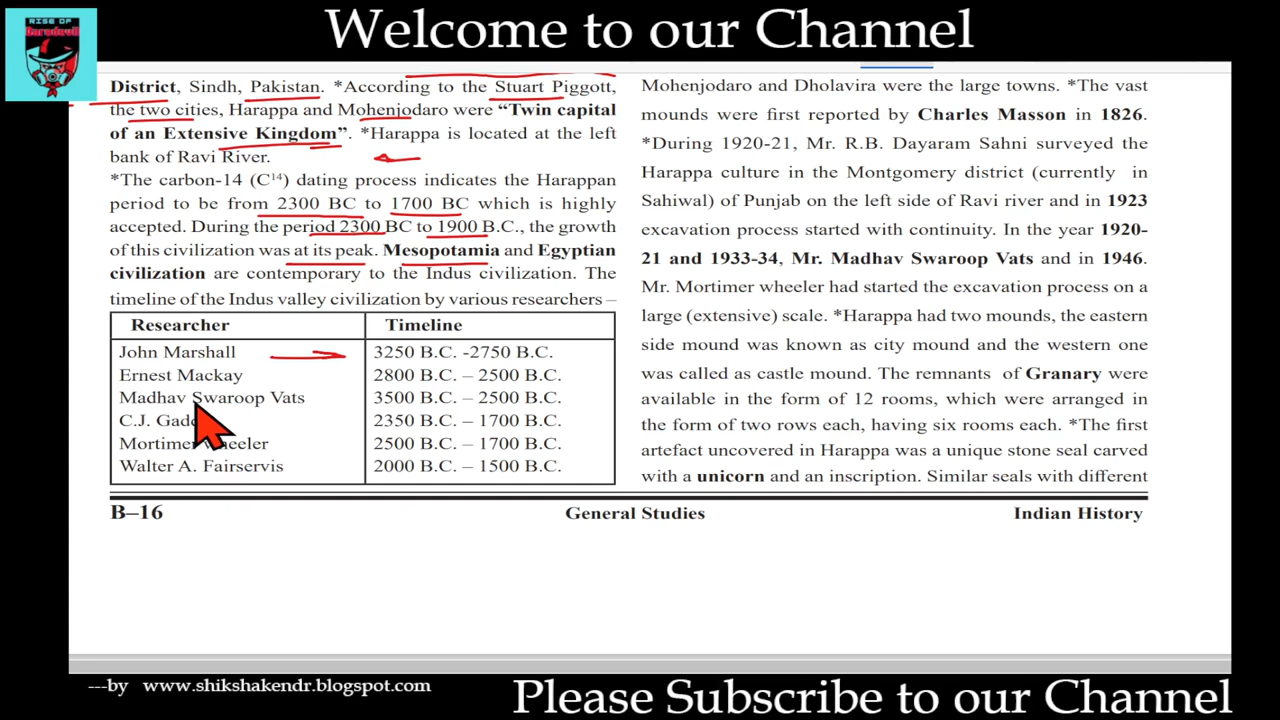 RISE OF
Daredevil
Welcome to our Channel
District, Sindh, Pakistan. *According to the Stuart Piggott,
the two cities, Harappa and Mohenjodaro were “Twin capital
of an Extensive Kingdom”. *Harappa is located at the left
bank of Ravi River.
*The carbon-14 (C14) dating process indicates the Harappan
period to be from 2300 BC to 1700 BC which is highly
accepted. During the period 2300 BC to 1900 B.C., the growth
of this civilization was at its peak. Mesopotamia and Egyptian
civilization are contemporary to the Indus civilization. The
timeline of the Indus valley civilization by various researchers –
Researcher Timeline
John Marshall 3250 B.C. -2750 B.C.
Ernest Mackay 2800 B.C. – 2500 B.C.
Madhav Swaroop Vats 3500 B.C. – 2500 B.C.
C.J. 2350 B.C. – 1700 B.C.
Mortimer Wheeler 2500 B.C. – 1700 B.C.
Walter A. Fairservis 2000 B.C. – 1500 B.C.
Mohenjodaro and Dholavira were the large towns. *The vast
mounds were first reported by Charles Masson in 1826.
*During 1920-21, Mr. R.B. Dayaram Sahni surveyed the
Harappa culture in the Montgomery district (currently in
Sahiwal) of Punjab on the left side of Ravi river and in 1923
excavation process started with continuity. In the year 1920-
21 and 1933-34, Mr. Madhav Swaroop Vats and in 1946.
Mr. Mortimer wheeler had started the excavation process on a
large (extensive) scale. *Harappa had two mounds, the eastern
side mound was known as city mound and the western one
was called as castle mound. The remnants of Granary were
available in the form of 12 rooms, which were arranged in
the form of two rows each, having six rooms each. *The first
artefact uncovered in Harappa was a unique stone seal carved
with a unicorn and an inscription. Similar seals with different
B–16 General Studies Indian History
---by www.shikshakendr.blogspot.com
Please Subscribe to our Channel